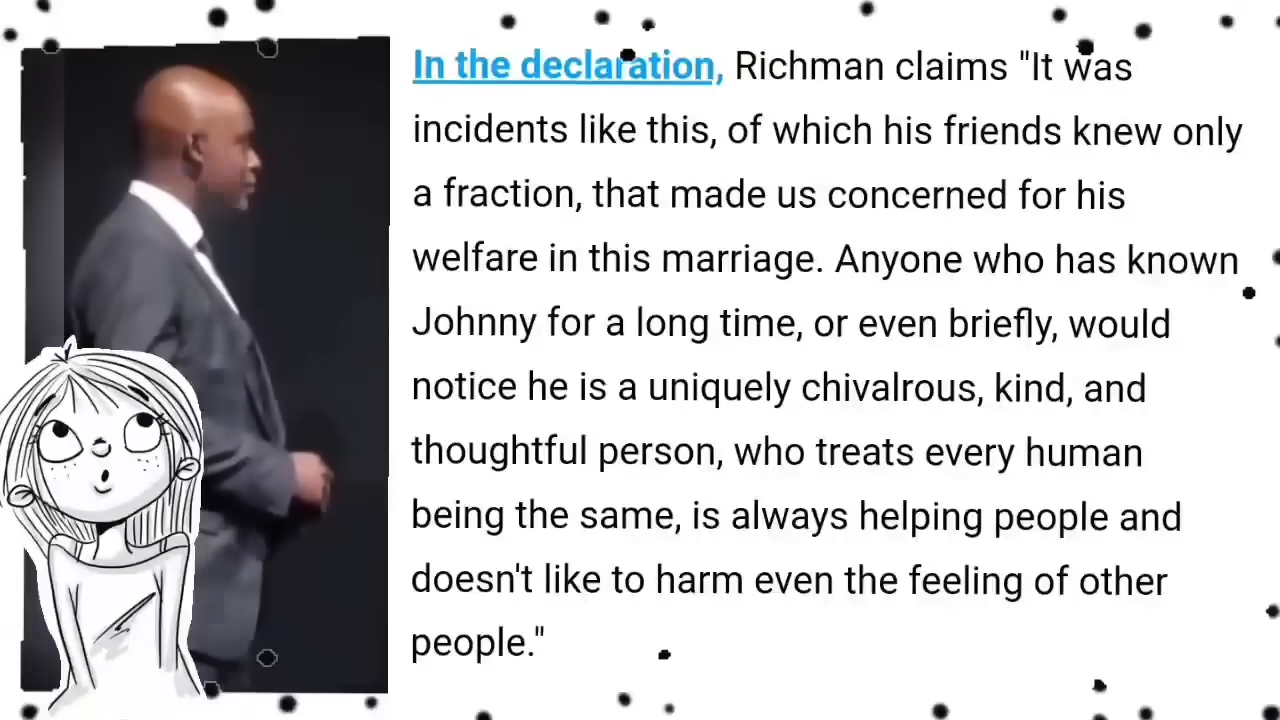 In the declaration, Richman claims "It was
incidents like this, of which his friends knew only
a fraction, that made us concerned for his
welfare in this marriage. Anyone who has known
Johnny for a long time, or even briefly, would
notice he is a uniquely chivalrous, kind, and
thoughtful person, who treats every human
being the same, is always helping people and
doesn't like to harm even the feeling of other
people."